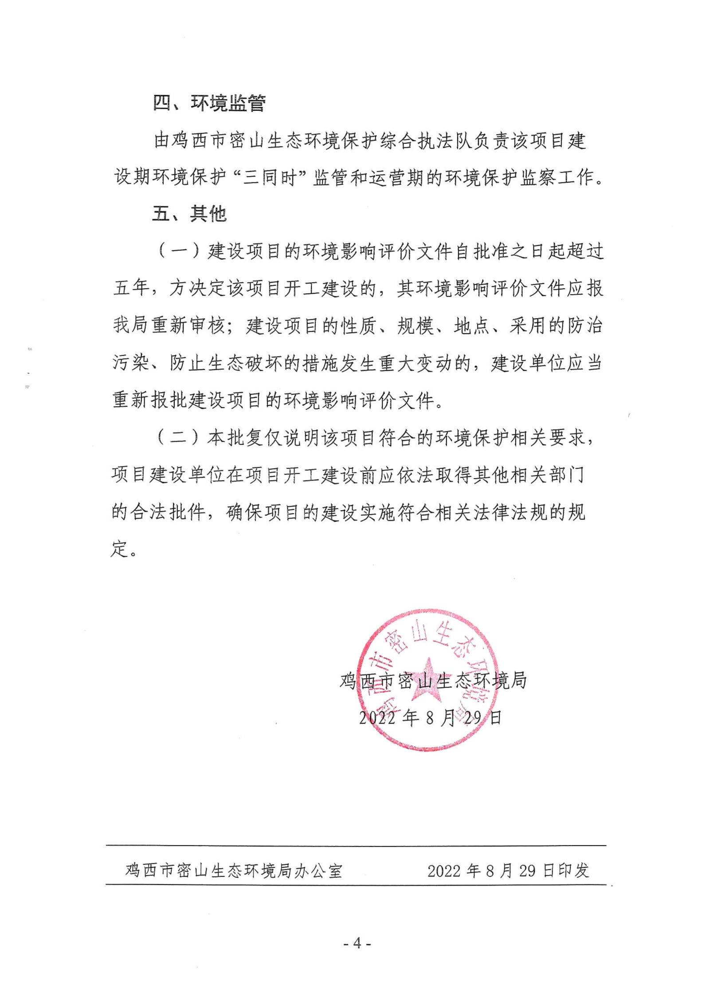 四、环境监管
由鸡西市密山生态环境保护综合执法队负责该项目建
设期环境保护“三同时”监管和运营期的环境保护监察工作。
五、其他
（一）建设项目的环境影响评价文件自批准之日起超过
五年，方决定该项目开工建设的，其环境影响评价文件应报
我局重新审核；建设项目的性质、规模、地点、采用的防治
污染、防止生态破坏的措施发生重大变动的，建设单位应当
重新报批建设项目的环境影响评价文件。
（二）本批复仅说明该项目符合的环境保护相关要求，
项目建设单位在项目开工建设前应依法取得其他相关部门
的合法批件，确保项目的建设实施符合相关法律法规的规
定。
鸡西市密山生态环境局
鸡西市密山生态环境局
2022 年 8 月 29 日
鸡西市密山生态环境局办公室 2022 年 8 月 29 日印发
- 4 -